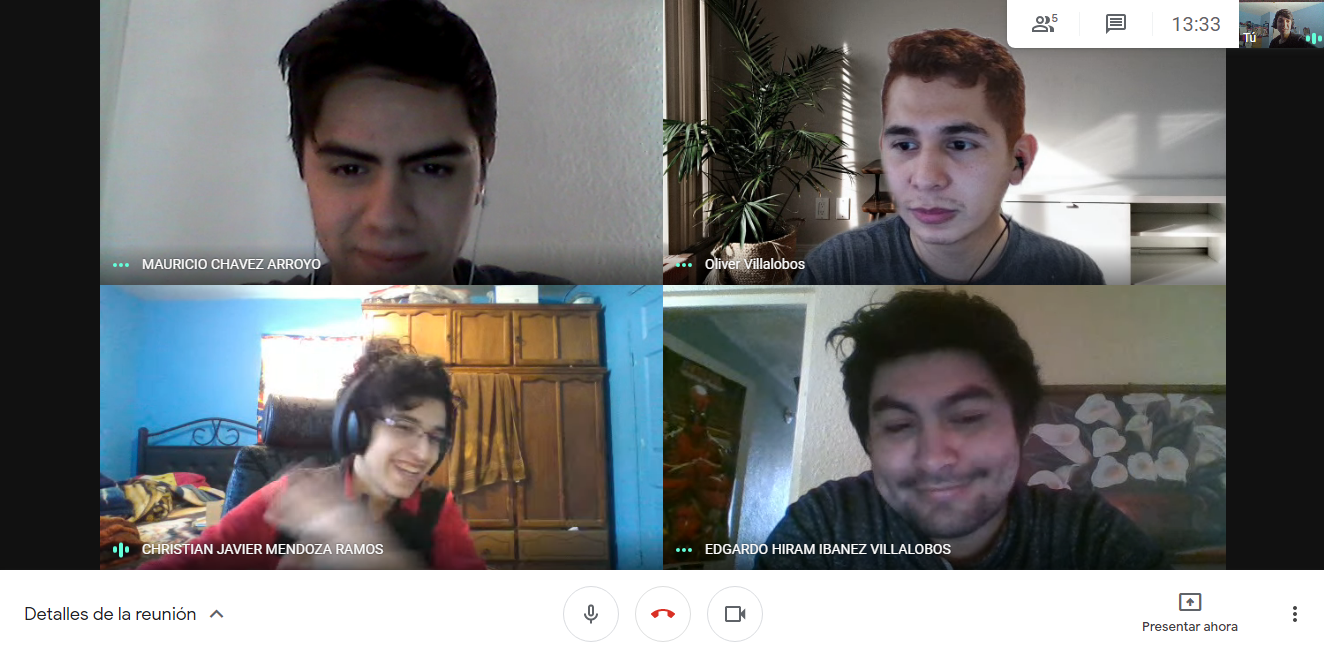 5
13:33
Tú
MAURICIO CHAVEZ ARROYO
Oliver Villalobos
CHRISTIAN JAVIER MENDOZA RAMOS
EDGARDO HIRAM IBANEZ VILLALOBOS
Detalles de la reunión
Presentar ahora